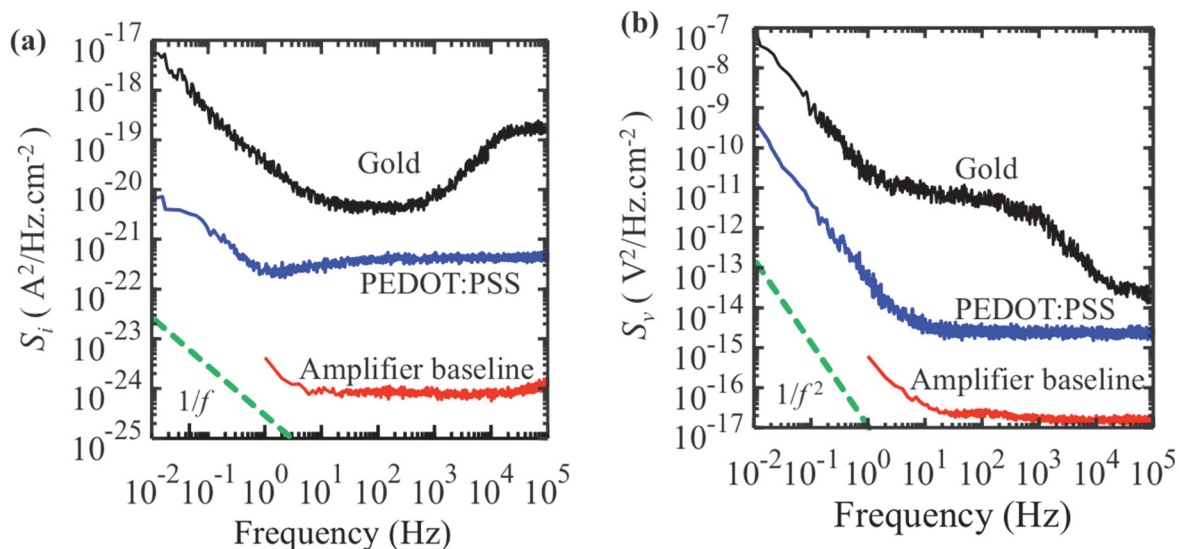 (a)
10^-17
10^-18
10^-19
10^-20
10^-21
10^-22
10^-23
10^-24
10^-25
S_i ( A^2/Hz.cm^-2)
Gold
PEDOT:PSS
Amplifier baseline
1/f
10^-2 10^-1 10^0 10^1 10^2 10^3 10^4 10^5
Frequency (Hz)
(b)
10^-7
10^-8
10^-9
10^-10
10^-11
10^-12
10^-13
10^-14
10^-15
10^-16
10^-17
S_v ( V^2/Hz.cm^-2)
Gold
PEDOT:PSS
Amplifier baseline
1/f^2
10^-2 10^-1 10^0 10^1 10^2 10^3 10^4 10^5
Frequency (Hz)